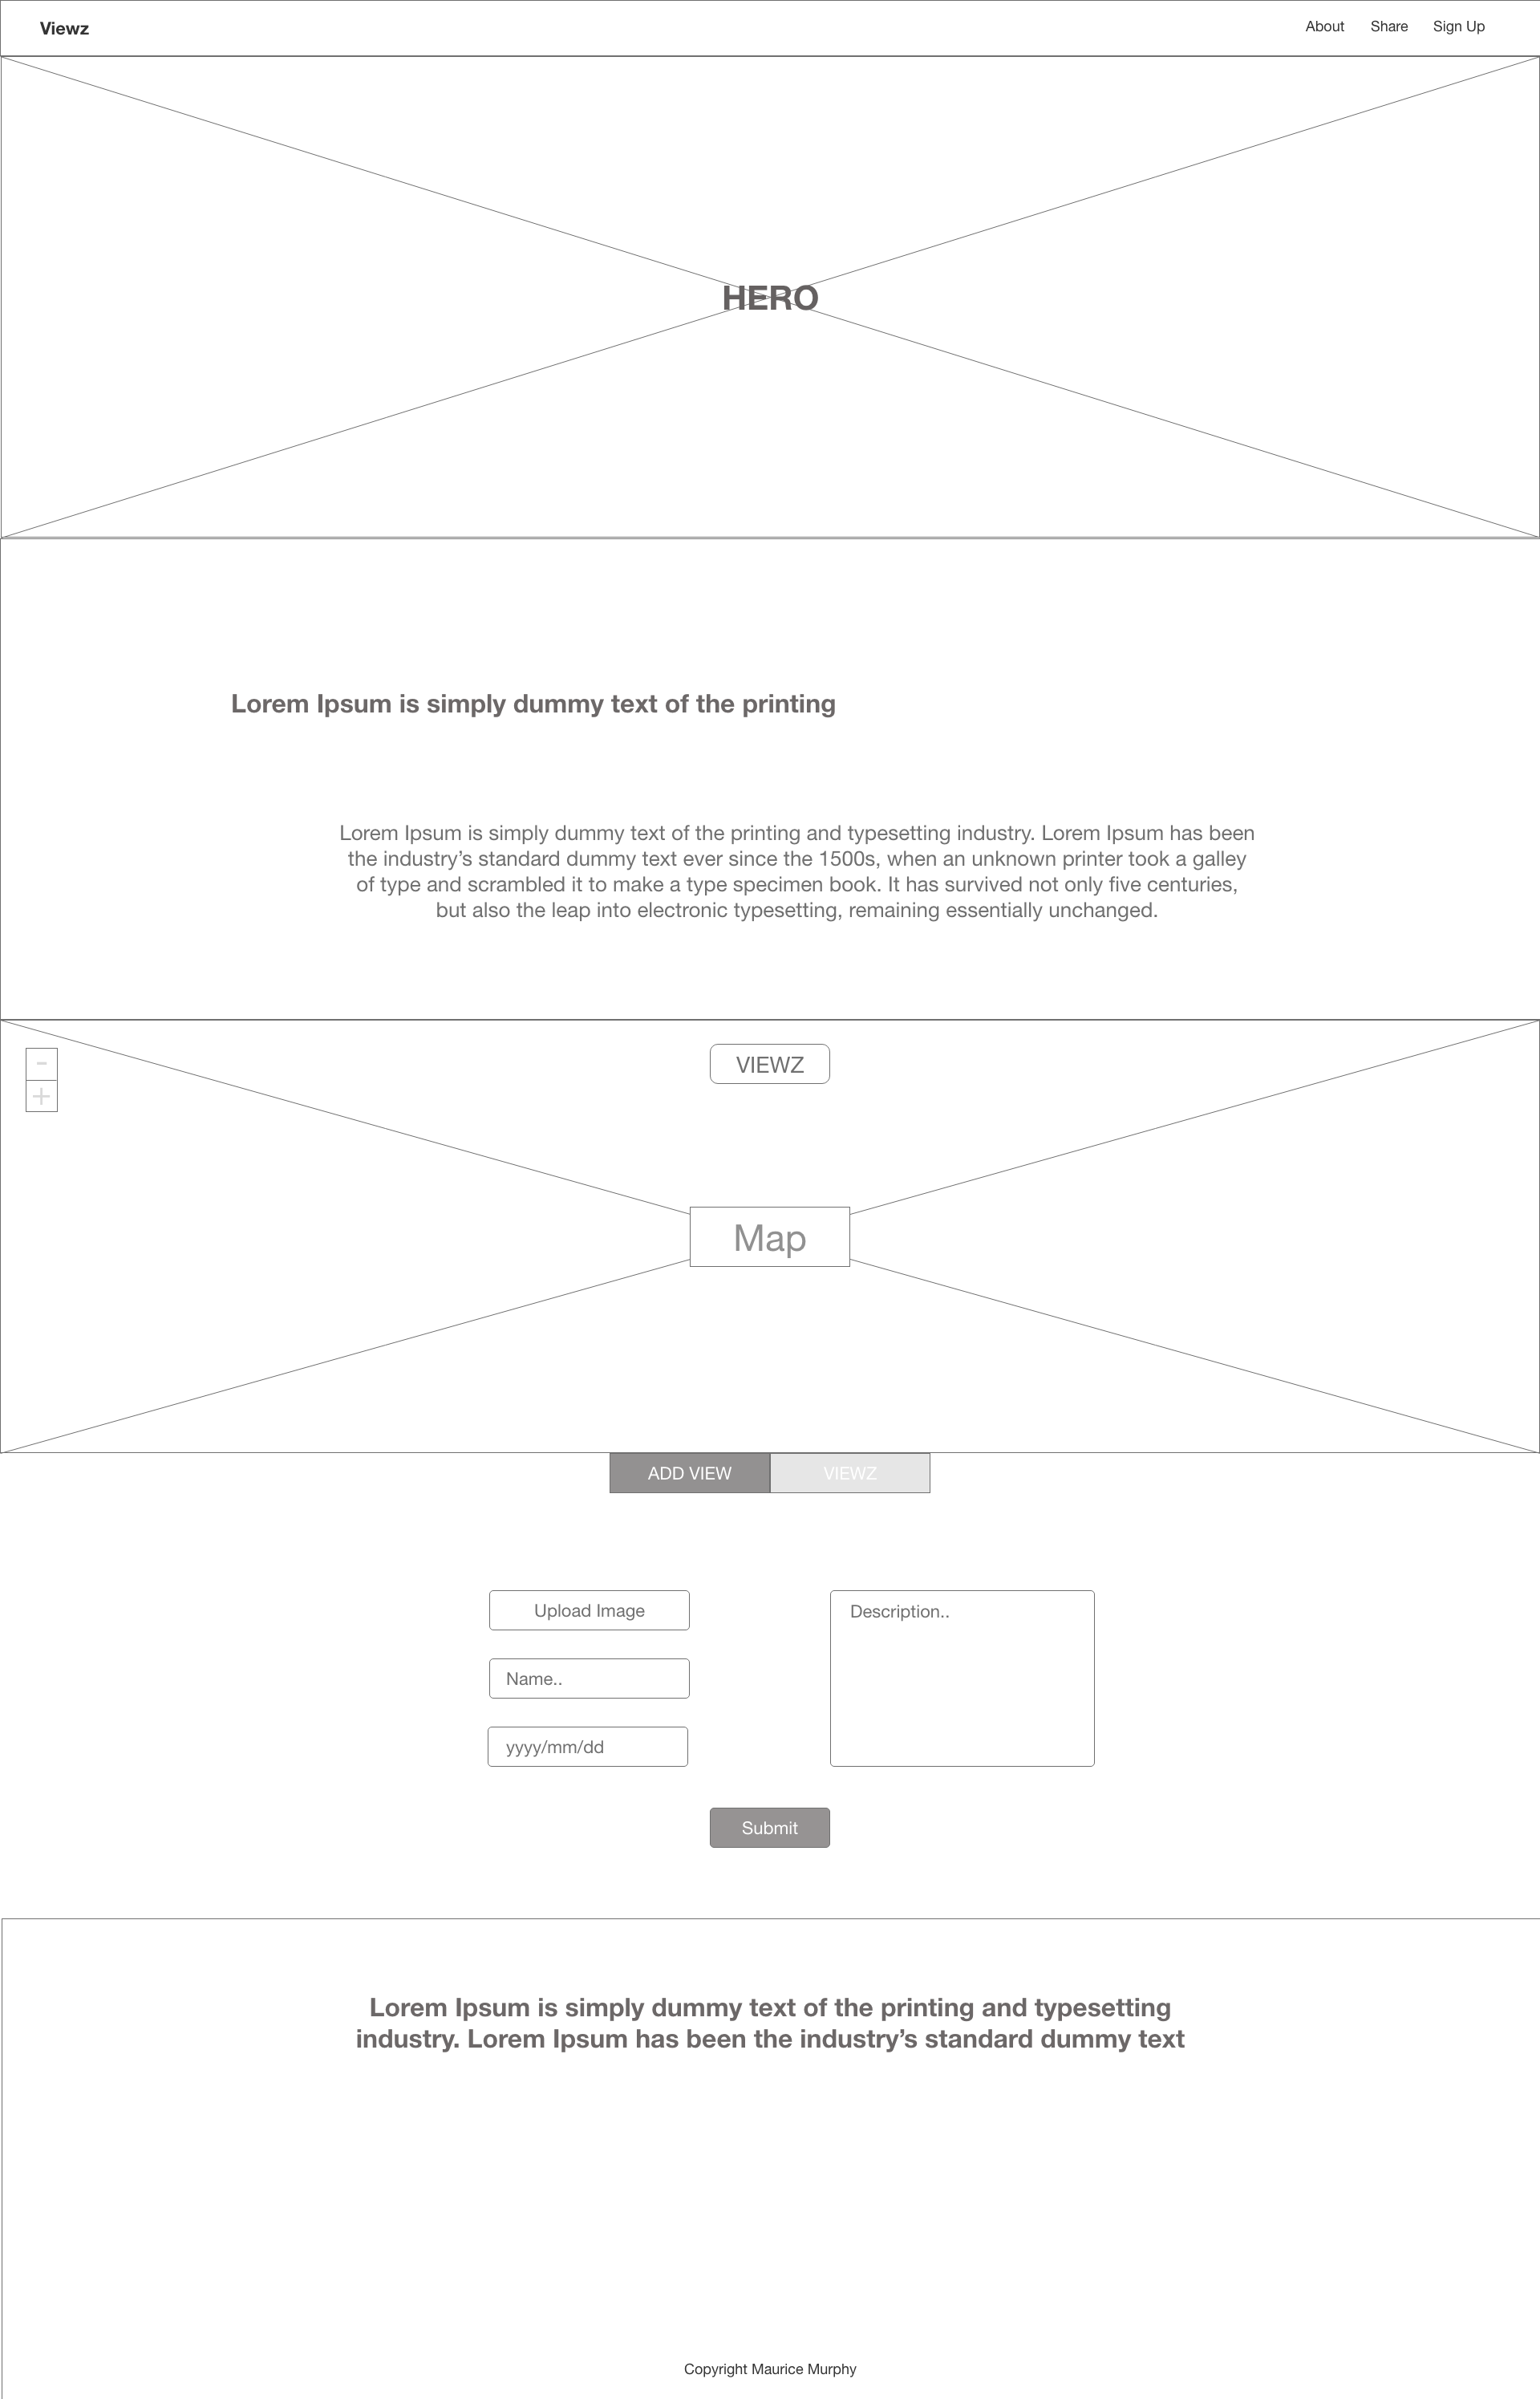 Viewz
About Share Sign Up
HERO
Lorem Ipsum is simply dummy text of the printing
Lorem Ipsum is simply dummy text of the printing and typesetting industry. Lorem Ipsum has been
the industry’s standard dummy text ever since the 1500s, when an unknown printer took a galley
of type and scrambled it to make a type specimen book. It has survived not only five centuries,
but also the leap into electronic typesetting, remaining essentially unchanged.
-
+
VIEWZ
Map
ADD VIEW VIEWZ
Upload Image
Name..
yyyy/mm/dd
Description..
Submit
Lorem Ipsum is simply dummy text of the printing and typesetting
industry. Lorem Ipsum has been the industry’s standard dummy text
Copyright Maurice Murphy